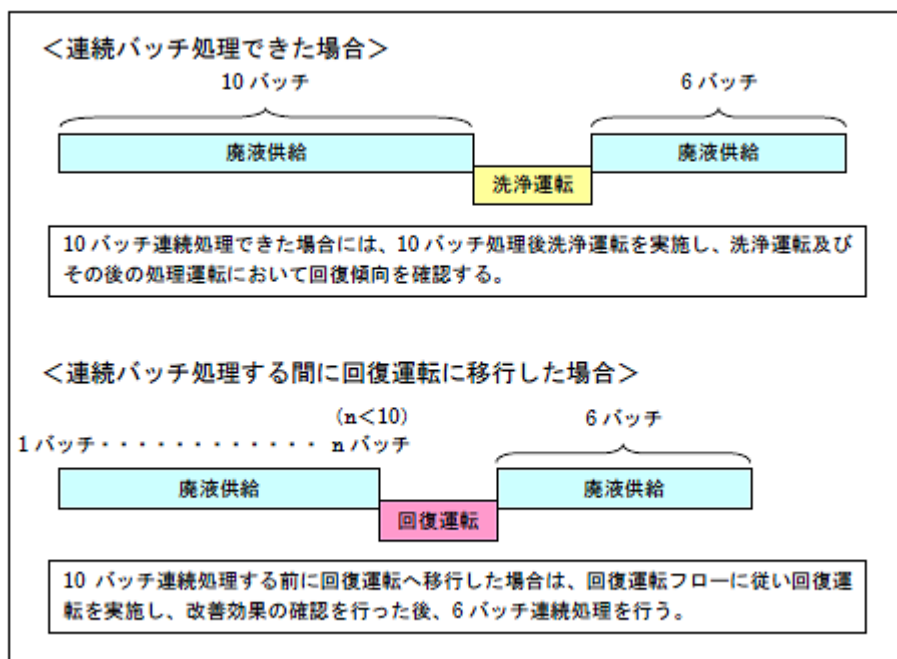 ＜連続バッチ処理できた場合＞
10 バッチ
6 バッチ
廃液供給
廃液供給
洗浄運転
10 バッチ連続処理できた場合には、10 バッチ処理後洗浄運転を実施し、洗浄運転及び
その後の処理運転において回復傾向を確認する。
＜連続バッチ処理する間に回復運転に移行した場合＞
(n＜10)
6 バッチ
1 バッチ・・・・・・・・・・・・ n バッチ
廃液供給
廃液供給
回復運転
10 バッチ連続処理する前に回復運転へ移行した場合は、回復運転フローに従い回復運
転を実施し、改善効果の確認を行った後、6 バッチ連続処理を行う。